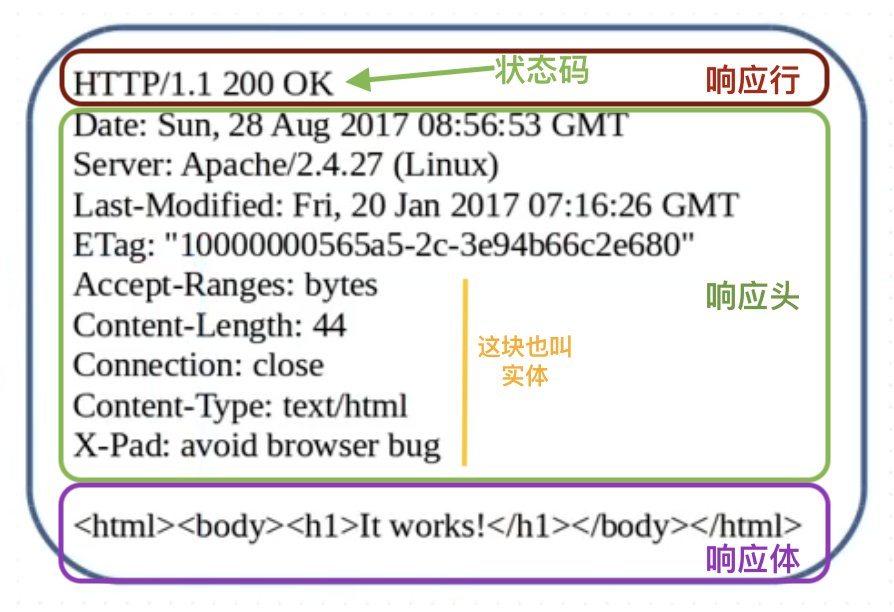 HTTP/1.1 200 OK
状态码
响应行
Date: Sun, 28 Aug 2017 08:56:53 GMT
Server: Apache/2.4.27 (Linux)
Last-Modified: Fri, 20 Jan 2017 07:16:26 GMT
ETag: "10000000565a5-2c-3e94b66c2e680"
Accept-Ranges: bytes
响应头
Content-Length: 44
这块也叫
实体
Connection: close
Content-Type: text/html
X-Pad: avoid browser bug
<html><body><h1>It works!</h1></body></html>
响应体